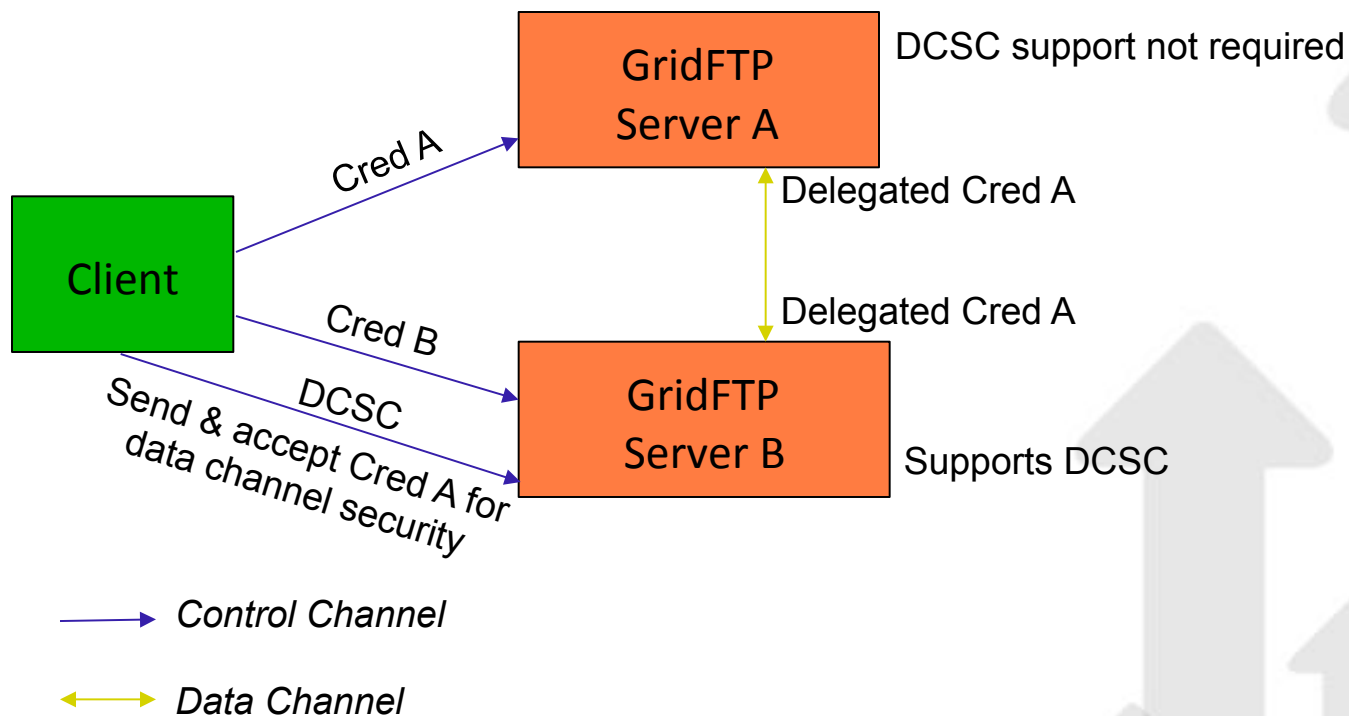 GridFTP
Server A
DCSC support not required
Cred A
Delegated Cred A
Client
Delegated Cred A
Cred B
DCSC
Send & accept Cred A for
data channel security
GridFTP
Server B
Supports DCSC
Control Channel
Data Channel